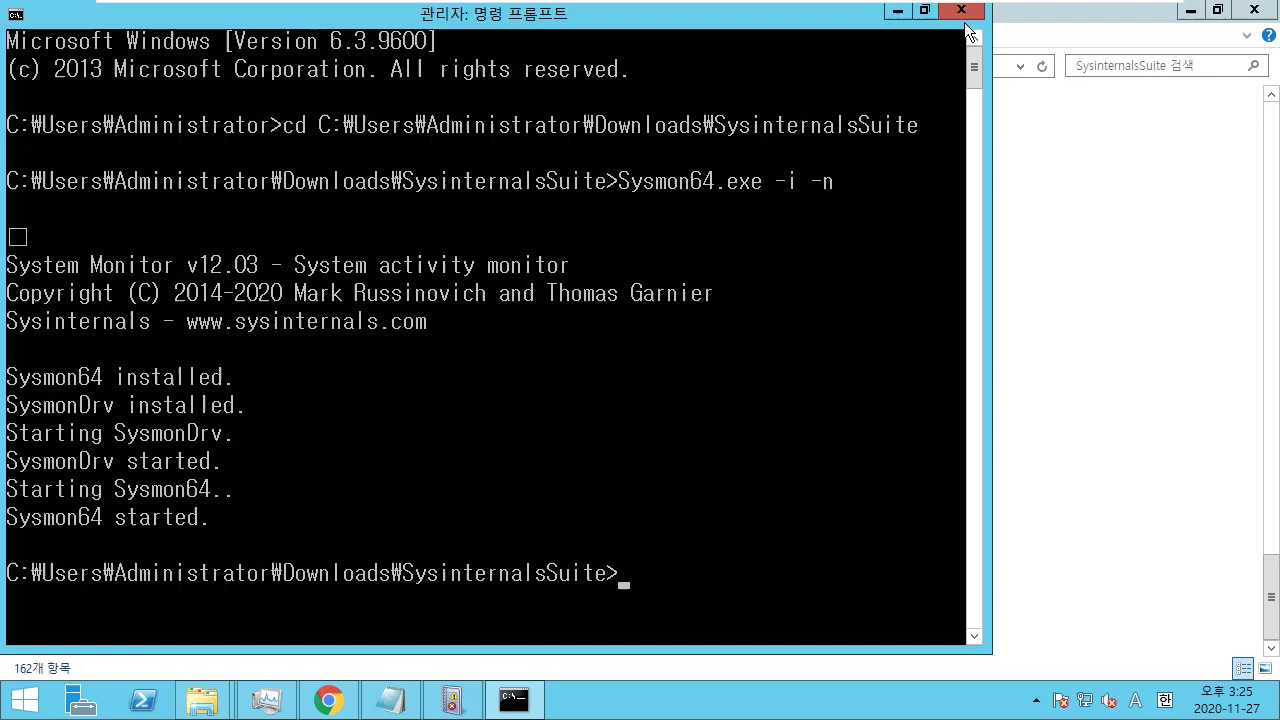 관리자: 명령 프롬프트
Microsoft Windows [Version 6.3.9600]
(c) 2013 Microsoft Corporation. All rights reserved.
C:₩Users₩Administrator>cd C:₩Users₩Administrator₩Downloads₩SysinternalsSuite
C:₩Users₩Administrator₩Downloads₩SysinternalsSuite>Sysmon64.exe -i -n
System Monitor v12.03 - System activity monitor
Copyright (C) 2014-2020 Mark Russinovich and Thomas Garnier
Sysinternals - www.sysinternals.com
Sysmon64 installed.
SysmonDrv installed.
Starting SysmonDrv.
SysmonDrv started.
Starting Sysmon64..
Sysmon64 started.
C:₩Users₩Administrator₩Downloads₩SysinternalsSuite>
SysinternalsSuite 검색
162개 항목
A 한
오후 3:25
2020-11-27